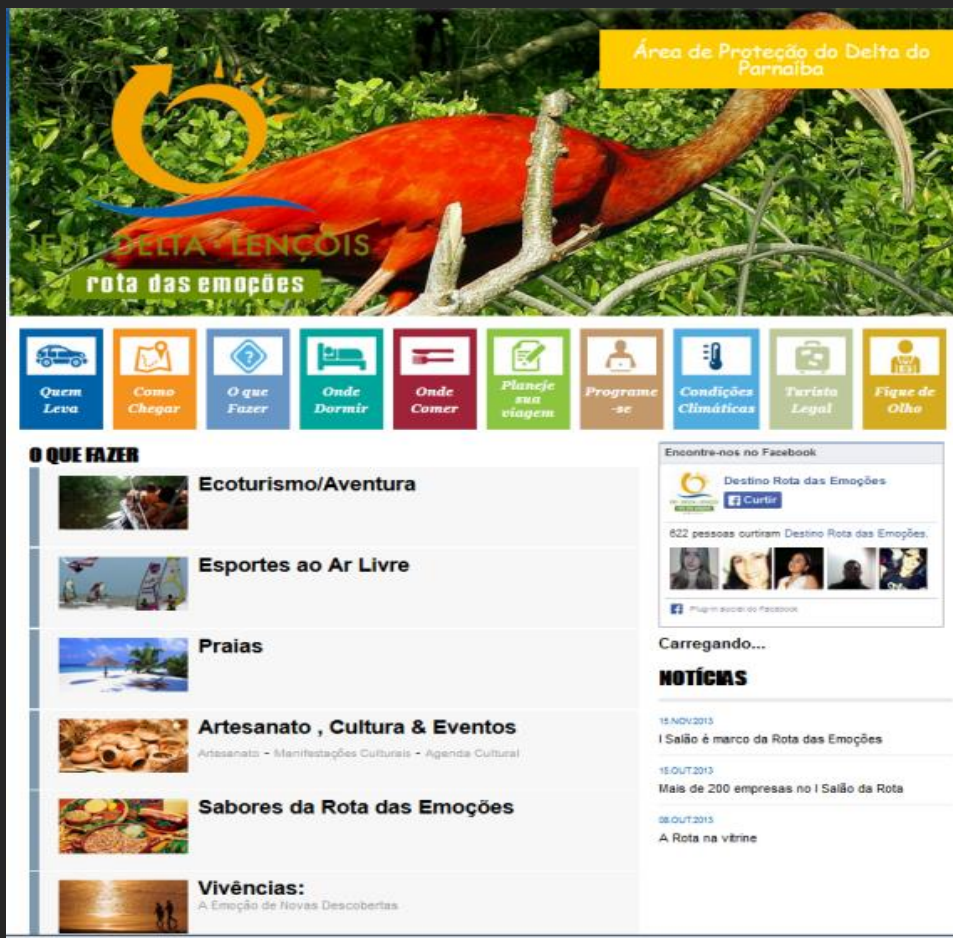 Área de Proteção do Delta do
Parnaíba
JERI • DELTA • LENÇÓIS
rota das emoções
Quem
Leva
Como
Chegar
O que
Fazer
Onde
Dormir
Onde
Comer
Planeje
sua
viagem
Programe
-se
Condições
Climáticas
Turista
Legal
Fique de
Olho
O QUE FAZER
Ecoturismo/Aventura
Esportes ao Ar Livre
Praias
Artesanato , Cultura & Eventos
Artesanato - Manifestações Culturais - Agenda Cultural
Sabores da Rota das Emoções
Vivências:
A Emoção de Novas Descobertas
Encontre-nos no Facebook
Destino Rota das Emoções
Curtir
622 pessoas curtiram Destino Rota das Emoções.
Plug-in social do Facebook
Carregando...
NOTÍCIAS
15.NOV.2013
I Salão é marco da Rota das Emoções
15.OUT.2013
Mais de 200 empresas no I Salão da Rota
08.OUT.2013
A Rota na vitrine